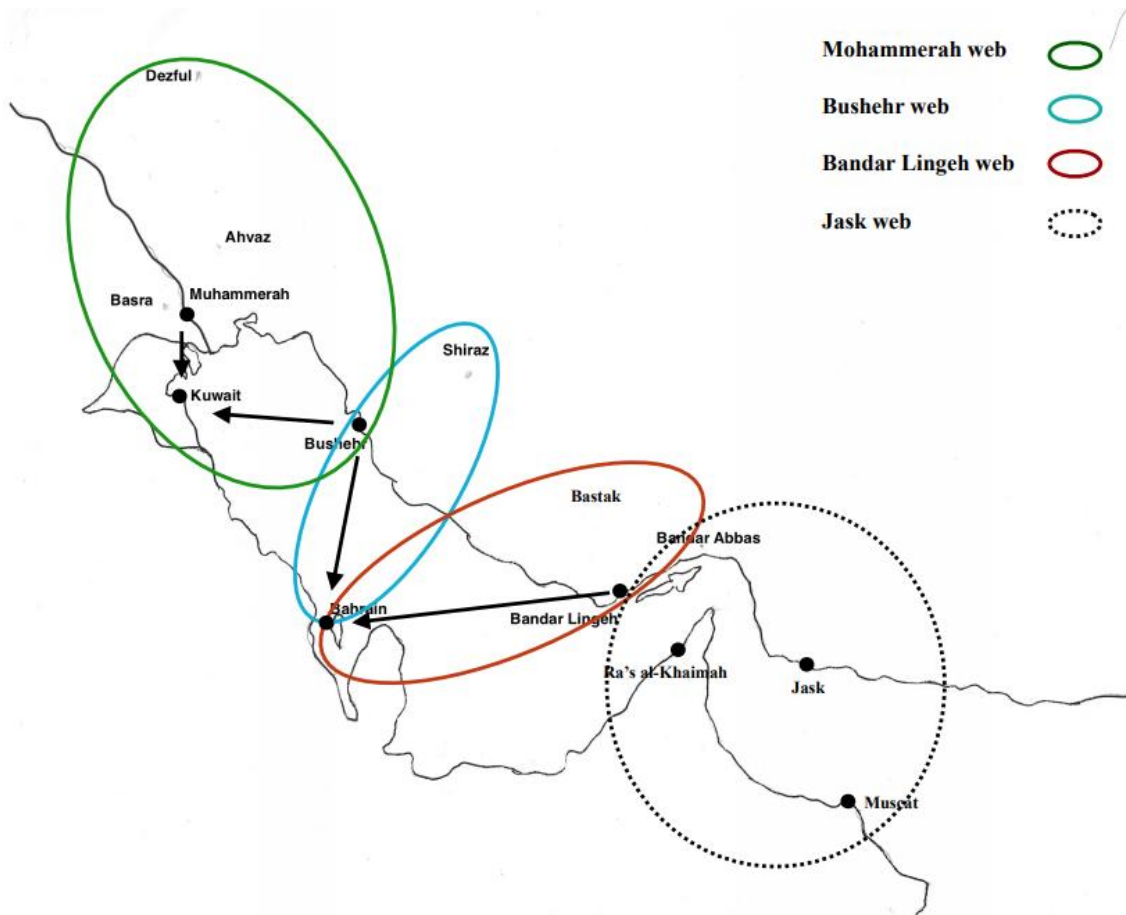 Mohammerah web
Bushehr web
Bandar Lingeh web
Jask web
Dezful
Ahvaz
Basra
Muhammerah
Shiraz
Kuwait
Bushehr
Bastak
Bandar Abbas
Bahrain
Bandar Lingeh
Ra's al-Khaimah
Jask
Muscat